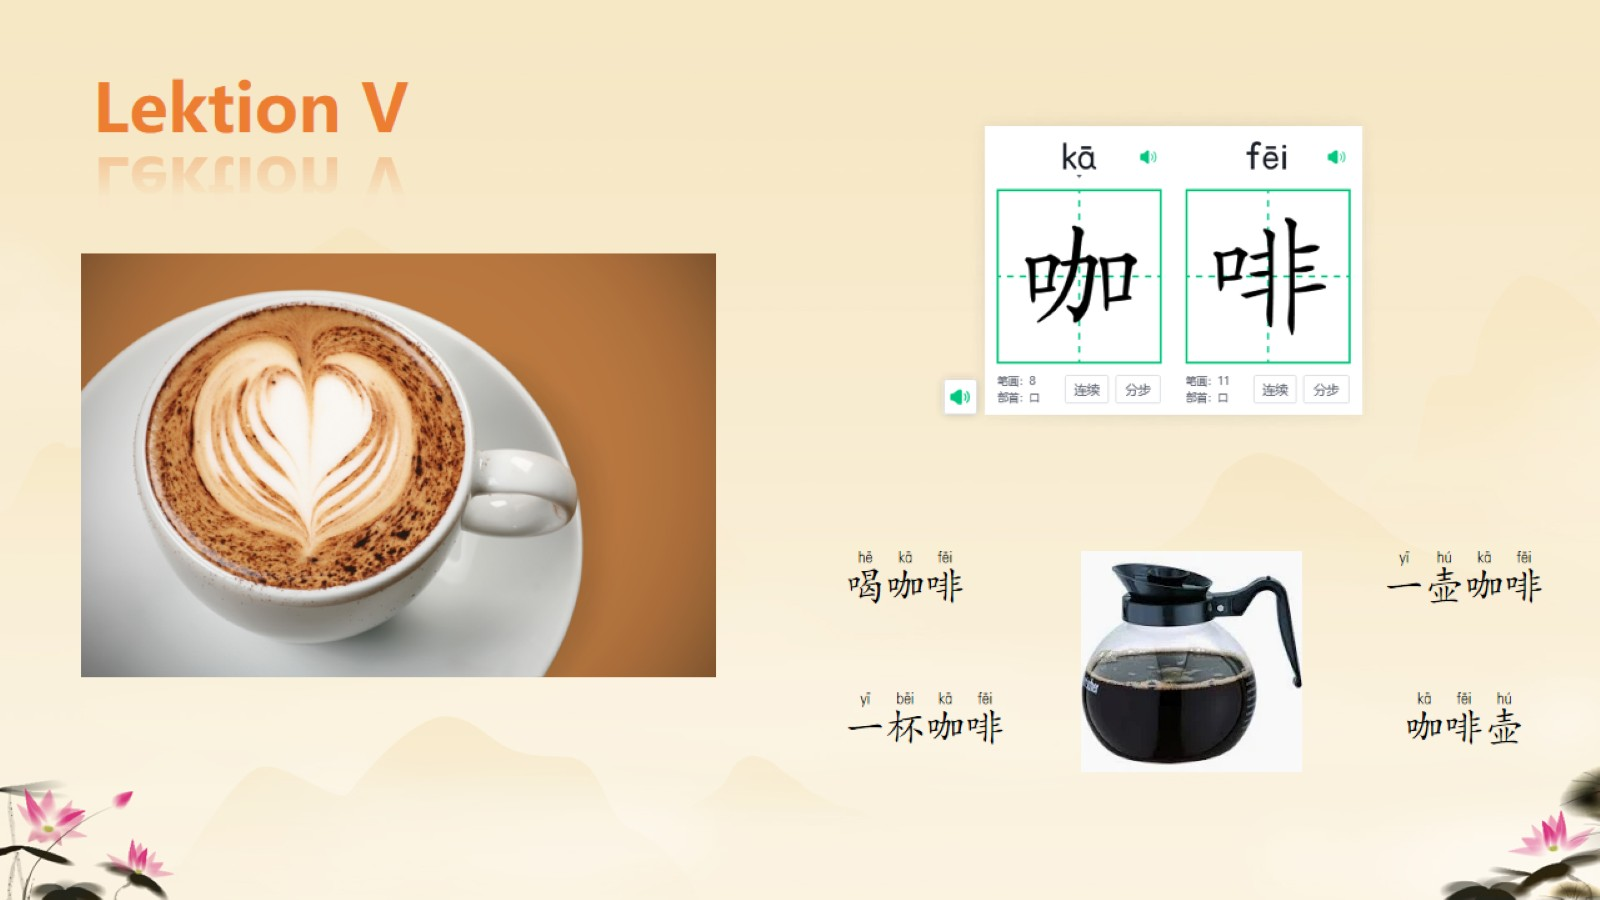 Lektion V
kā fēi
咖 啡
笔画: 8 连续 分步 笔画: 11 连续 分步
部首: 口 部首: 口
hē kā fēi
喝咖啡
yī hú kā fēi
一壶咖啡
yī bēi kā fēi
一杯咖啡
kā fēi hú
咖啡壶